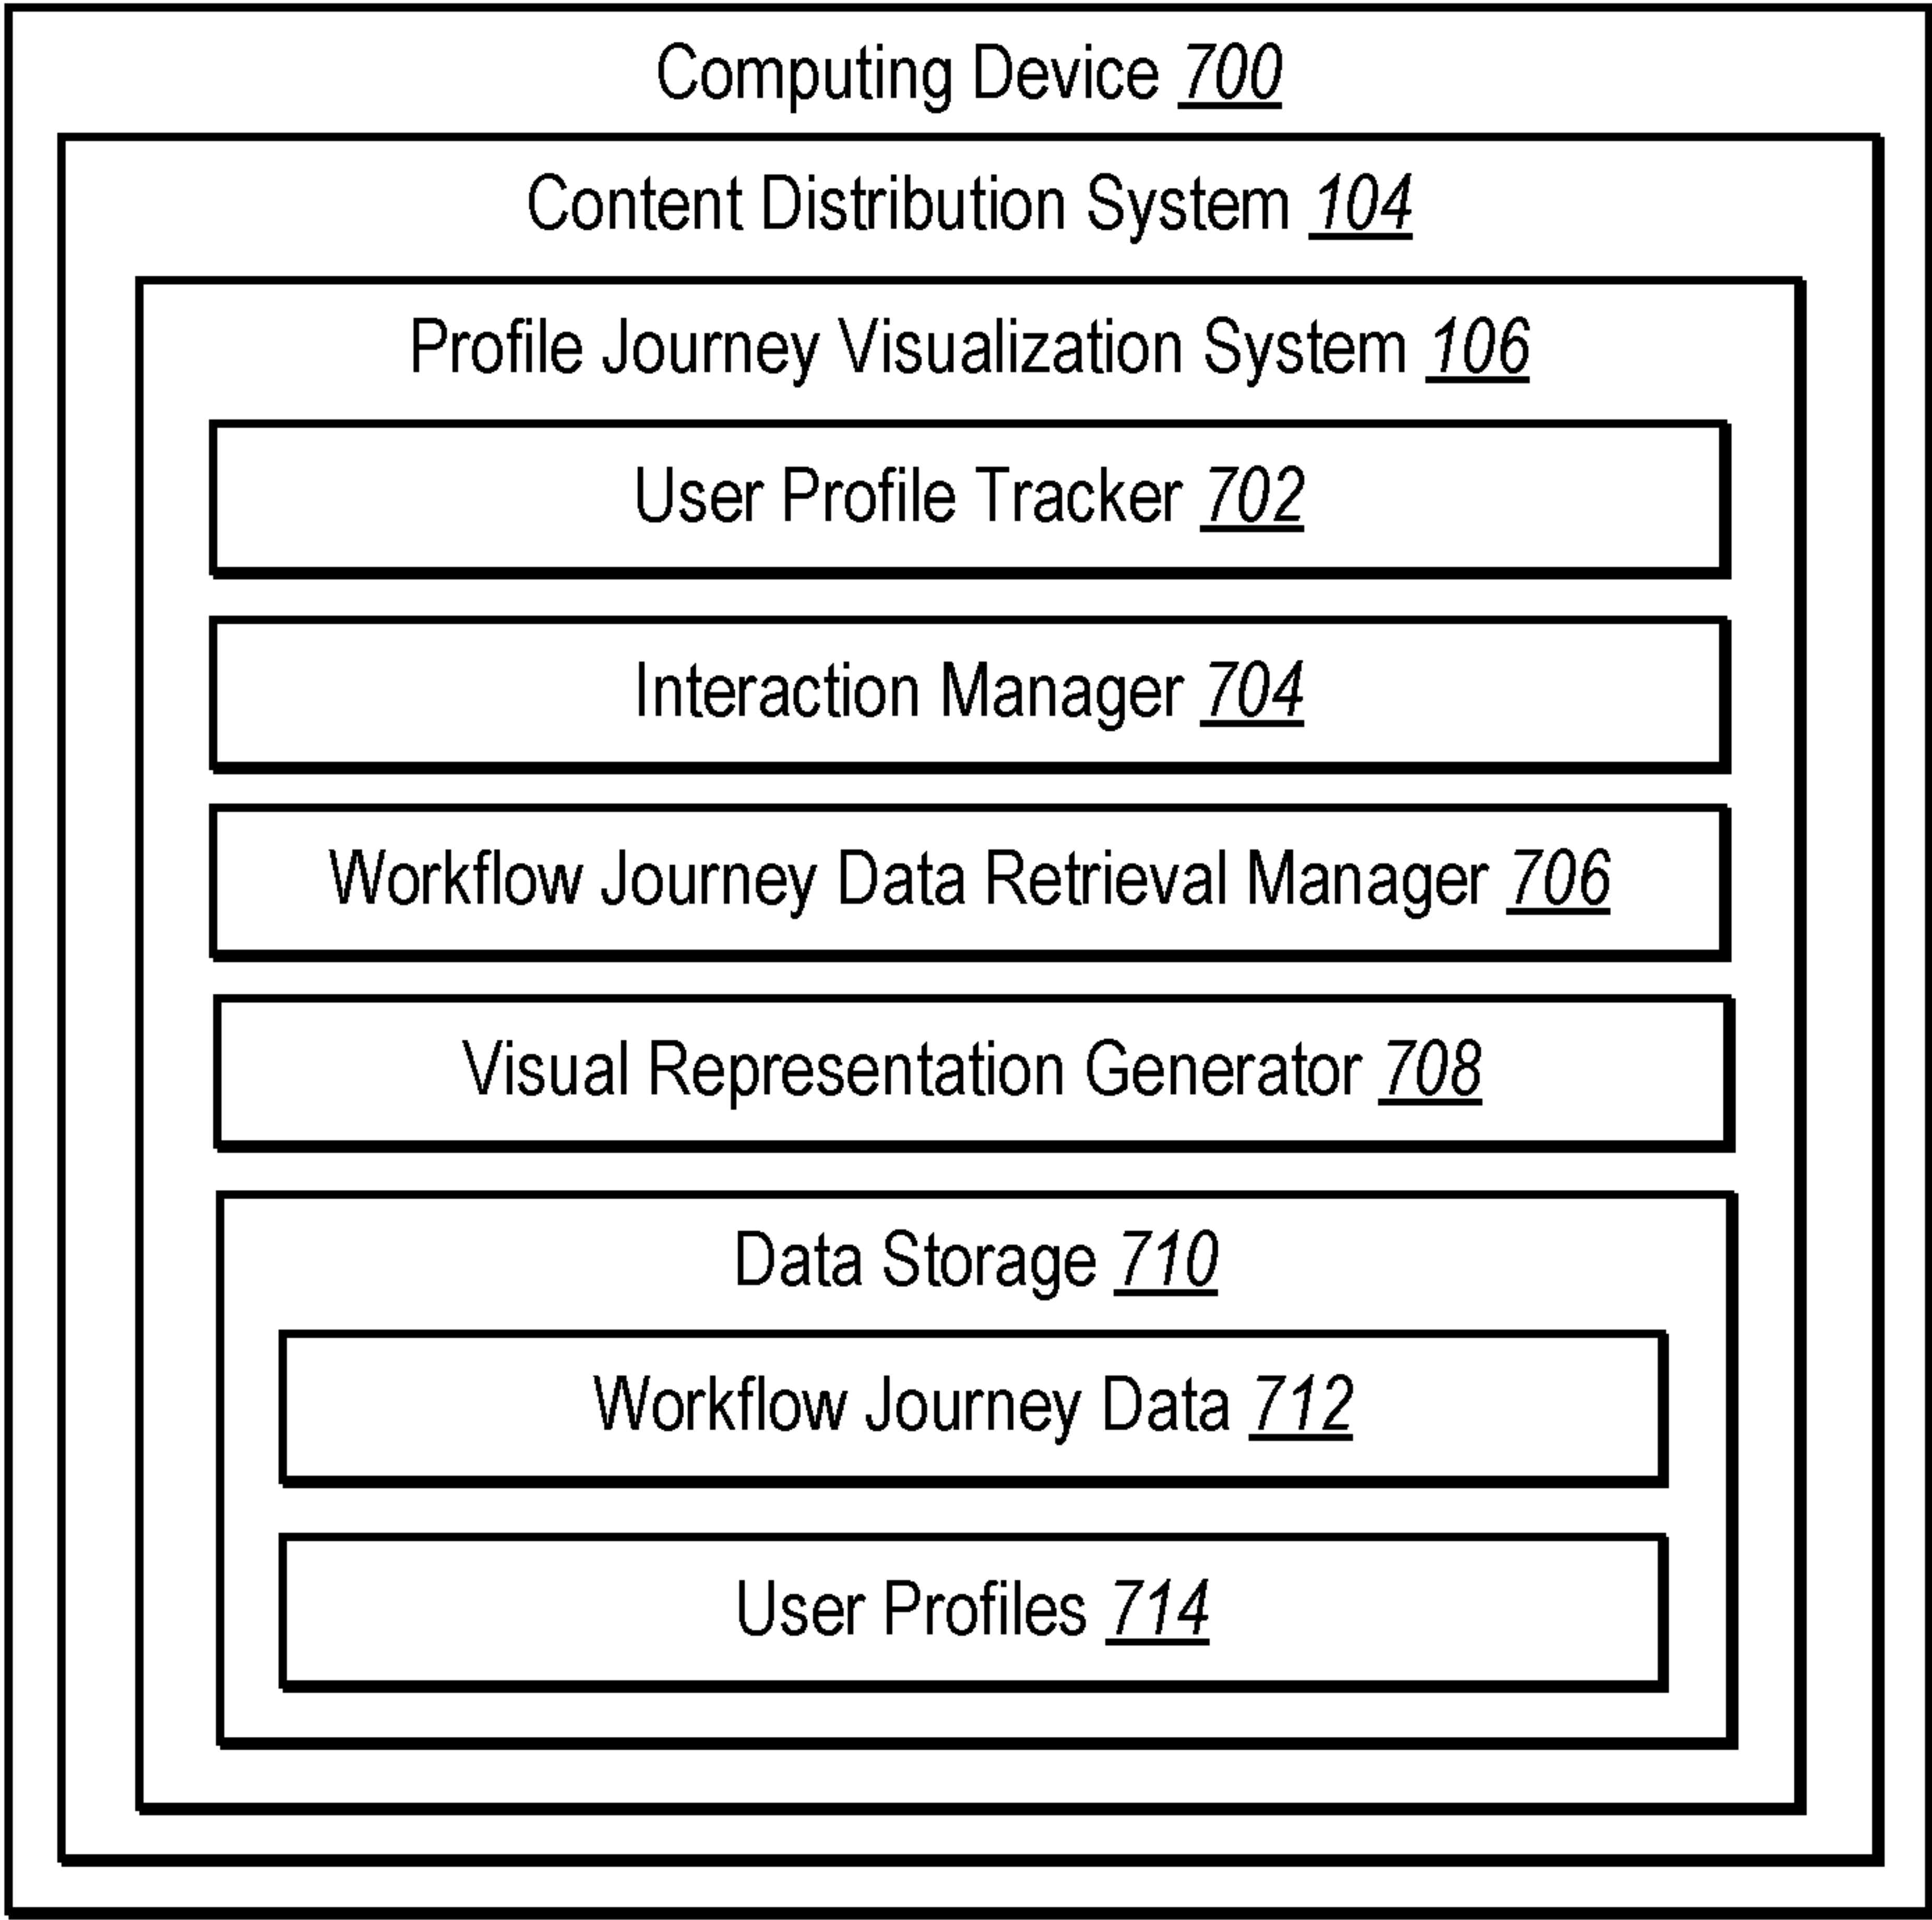 Computing Device 700
Content Distribution System 104
Profile Journey Visualization System 106
User Profile Tracker 702
Interaction Manager 704
Workflow Journey Data Retrieval Manager 706
Visual Representation Generator 708
Data Storage 710
Workflow Journey Data 712
User Profiles 714